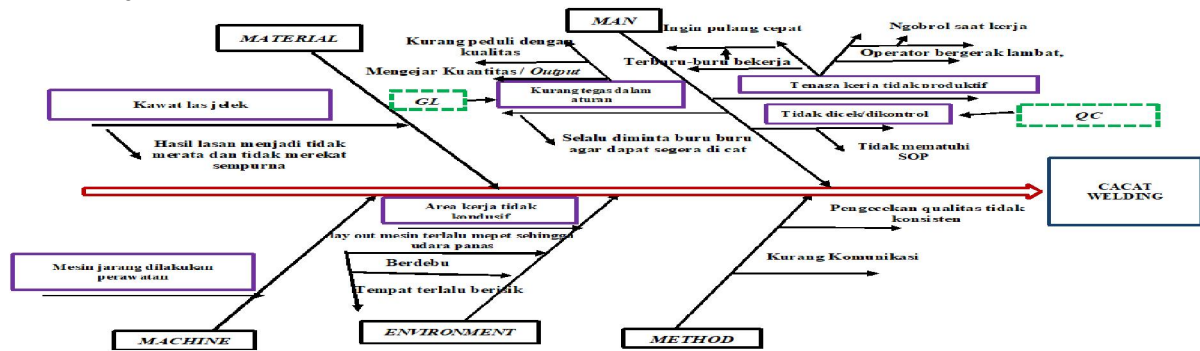 MATERIAL
MAN
Kurang peduli dengan
kualitas
Mengejar Kuantitas / Output
GL
Kurang tegas dalam
aturan
Selalu diminta buru buru
agar dapat segera di cat
Ingin pulang cepat
Terburu-buru bekerja
Ngobrol saat kerja
Operator bergerak lambat,
Tenaga kerja tidak produktif
Tidak dicek/dikontrol
QC
Tidak mematuhi
SOP
Kawat las jelek
Hasil lasan menjadi tidak
merata dan tidak merekat
sempurna
CACAT
WELDING
Area kerja tidak
kondusif
lay out mesin terlalu mepet sehingga
udara panas
Berdebu
Tempat terlalu berisik
Mesin jarang dilakukan
perawatan
Pengecekan qualitas tidak
konsisten
Kurang Komunikasi
MACHINE
ENVIRONMENT
METHOD